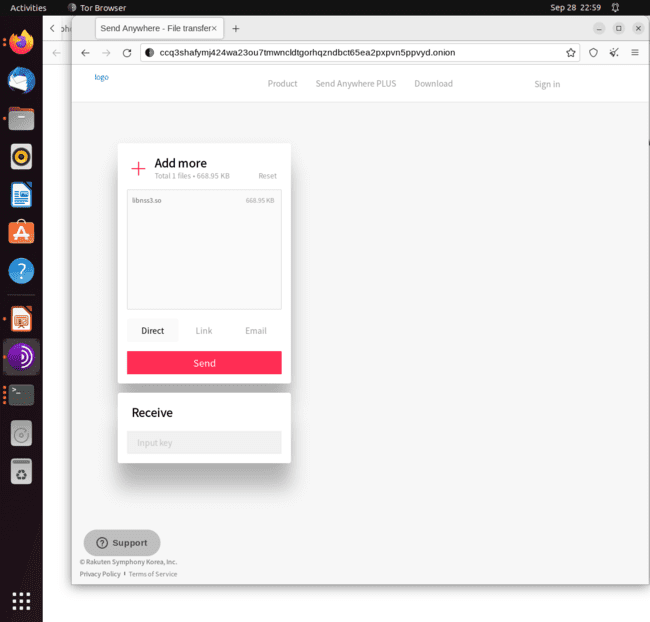 Activities
Tor Browser
Sep 28 22:59
Send Anywhere - File transfer
ccq3shafymj424wa23ou7tmwncldtgorhqzndbct65ea2pxpvn5ppvyd.onion
logo
Product
Send Anywhere PLUS
Download
Sign in
Add more
Total 1 files • 668.95 KB
Reset
libnss3.so
668.95 KB
Direct
Link
Email
Send
Receive
Input key
Support
© Rakuten Symphony Korea, Inc.
Privacy Policy
Terms of Service